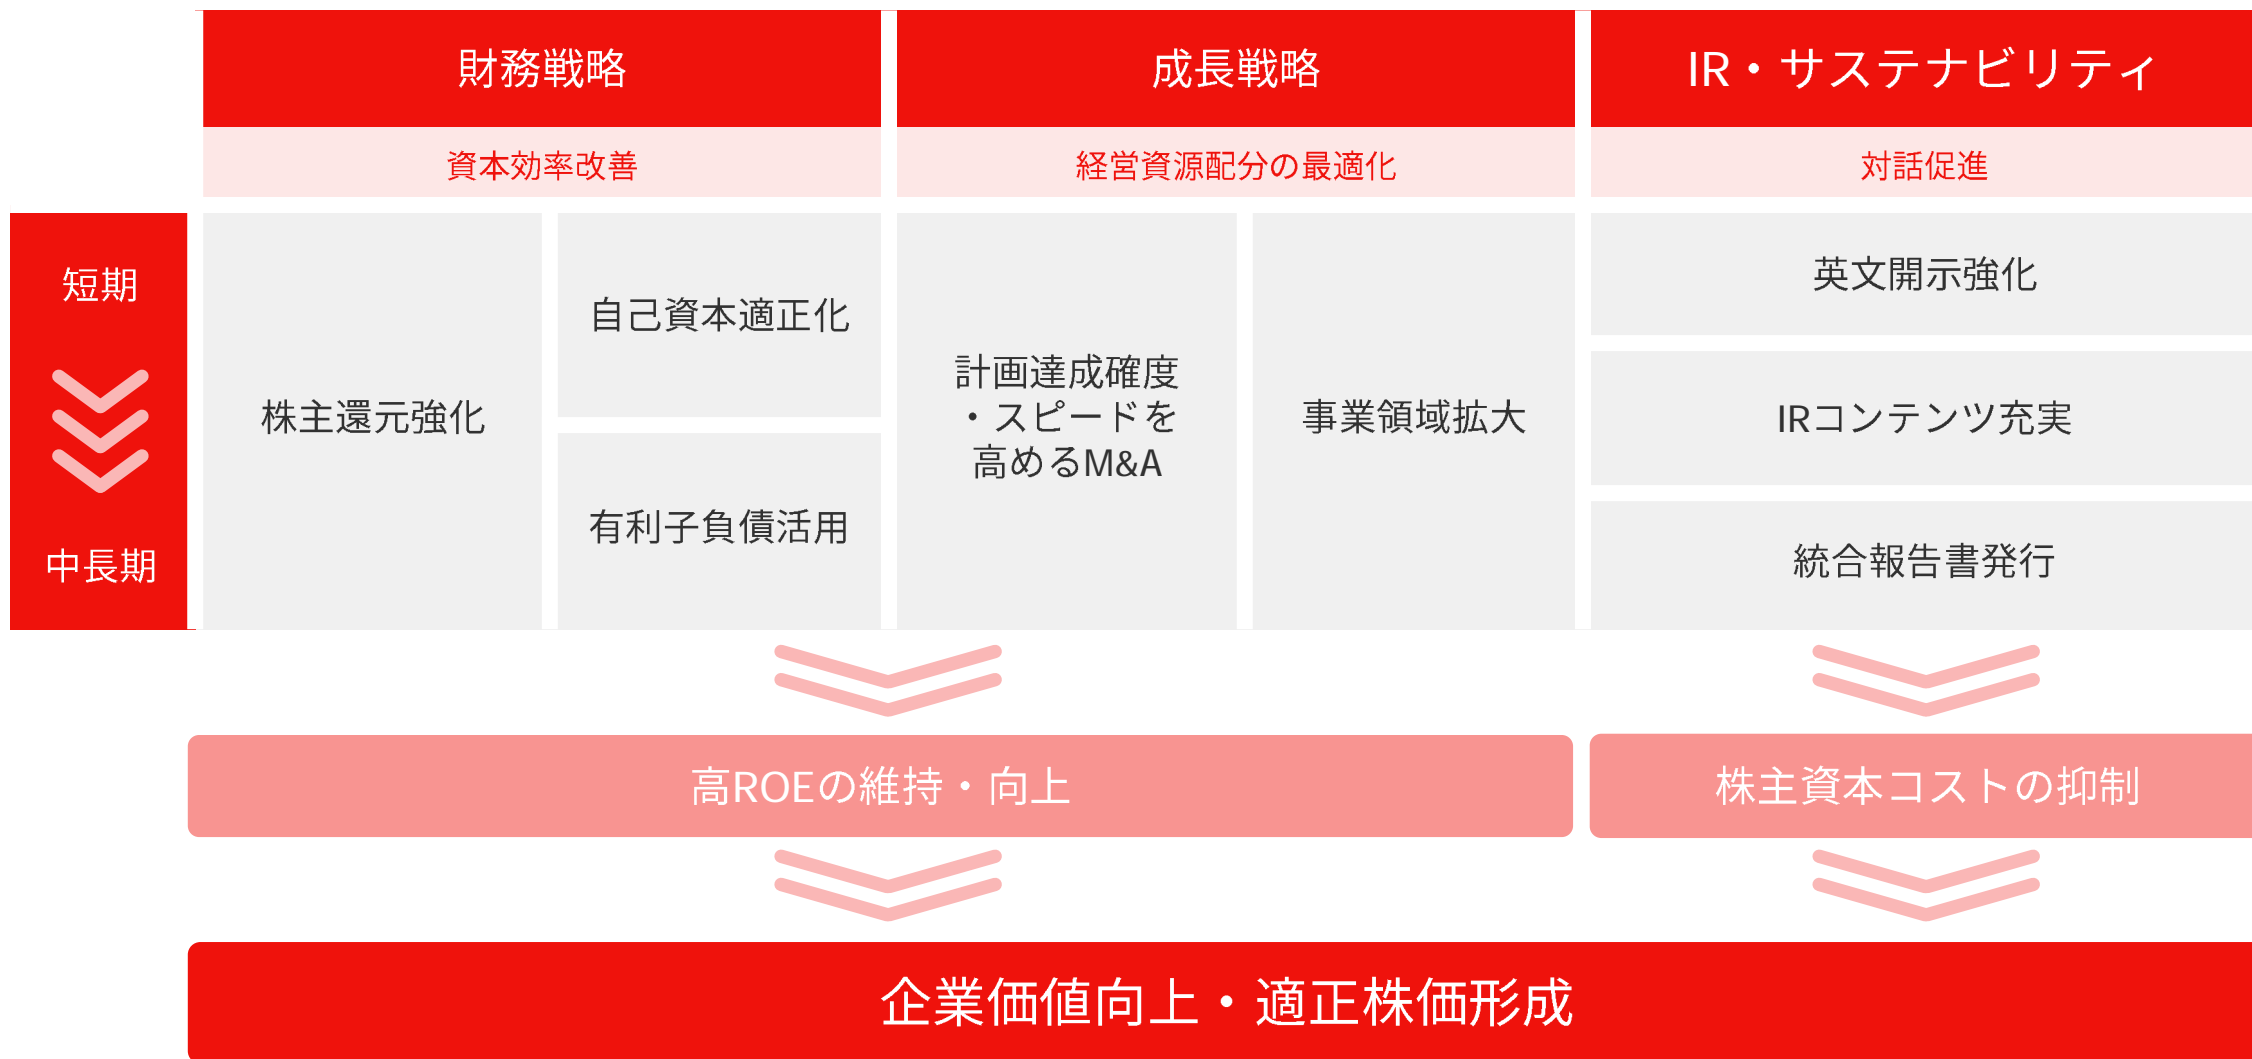 財務戦略
成長戦略
IR・サステナビリティ
資本効率改善
経営資源配分の最適化
対話促進
短期
中長期
株主還元強化
自己資本適正化
有利子負債活用
計画達成確度
・スピードを
高めるM&A
事業領域拡大
英文開示強化
IRコンテンツ充実
統合報告書発行
高ROEの維持・向上
株主資本コストの抑制
企業価値向上・適正株価形成